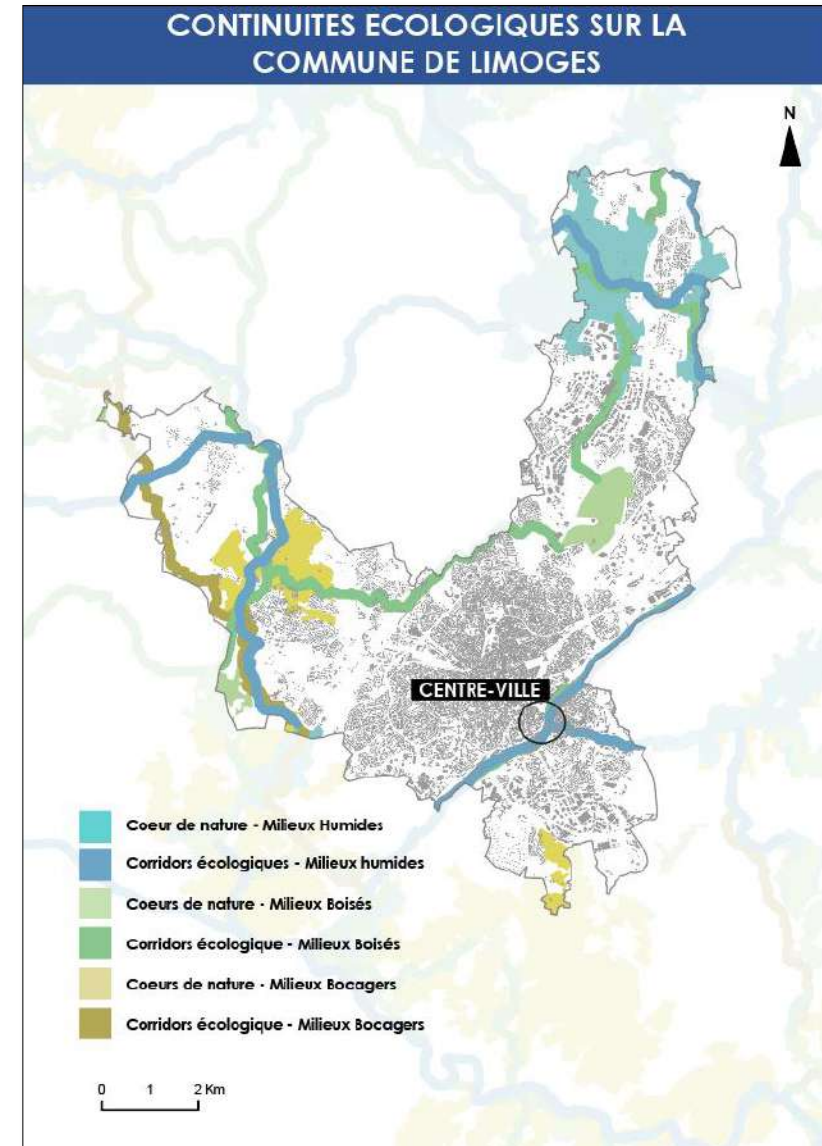 CONTINUITES ECOLOGIQUES SUR LA
COMMUNE DE LIMOGES
N
CENTRE-VILLE
Coeur de nature - Milieux Humides
Corridors écologiques - Milieux humides
Coeurs de nature - Milieux Boisés
Corridors écologique - Milieux Boisés
Coeurs de nature - Milieux Bocagers
Corridors écologique - Milieux Bocagers
0 1 2 Km